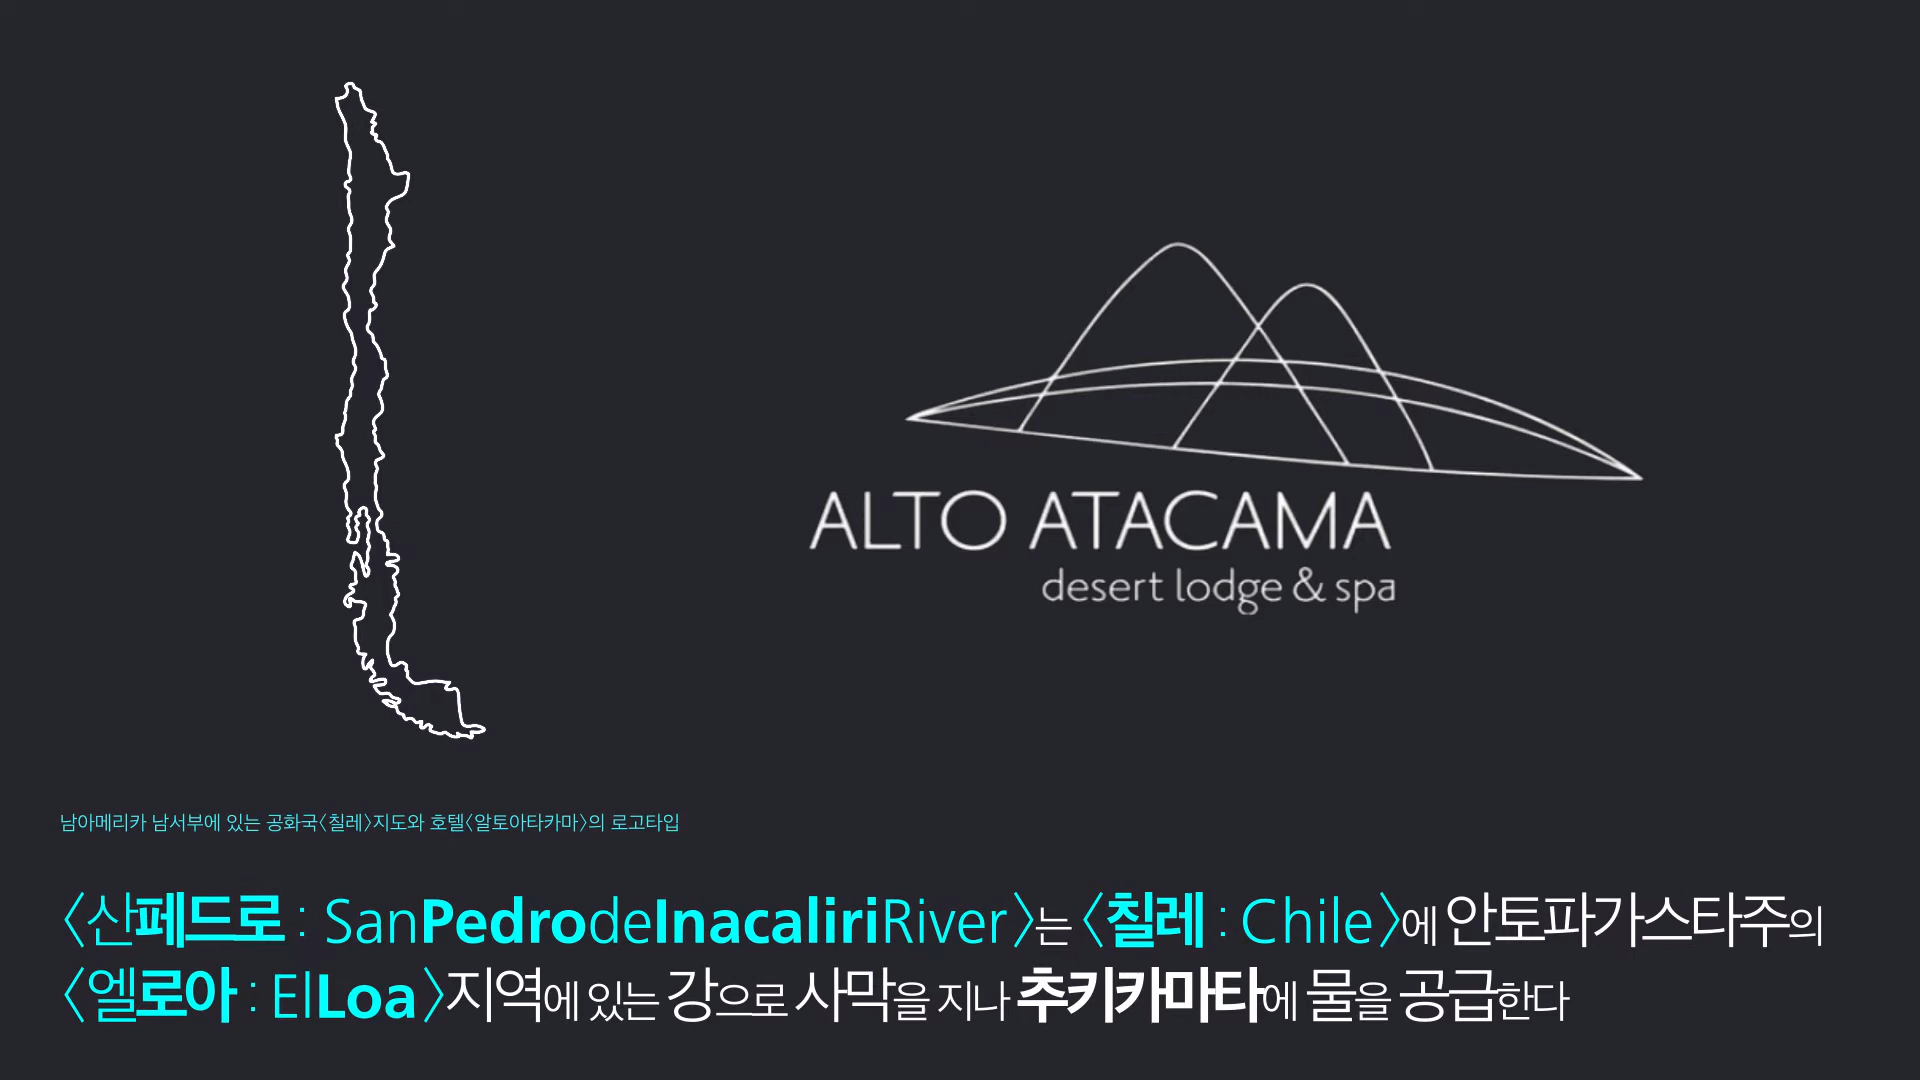 ALTO ATACAMA
desert lodge & spa
남아메리카 남서부에 있는 공화국〈칠레〉지도와 호텔〈알토아타카마〉의 로고타입
〈산페드로 : SanPedrodeInacaliriRiver〉는 〈칠레 : Chile〉에 안토파가스타주의
〈엘로아 : ElLoa〉지역에 있는 강으로 사막을 지나 추키카마타에 물을 공급한다